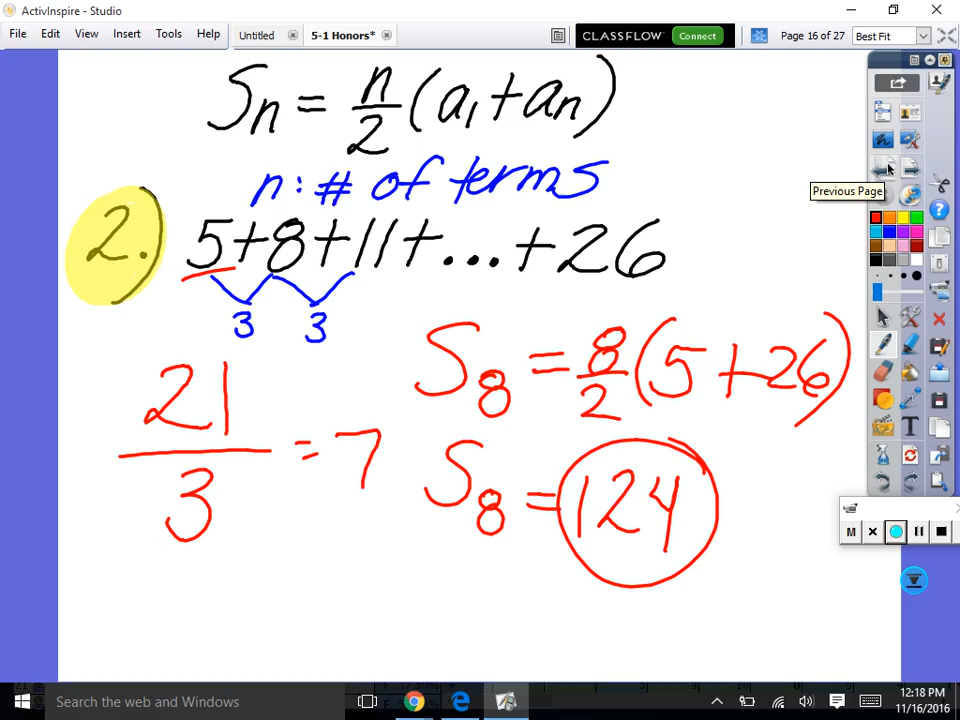 ActivInspire - Studio
File Edit View Insert Tools Help Untitled 5-1 Honors* CLASSFLOW Connect Page 16 of 27 Best Fit
Sn = n/2 (a1+an)
n: # of terms
Previous Page
2. 5+8+11+...+26
3 3
S8 = 8/2 (5+26)
21/3 = 7
S8 = 124
M
T
Search the web and Windows
12:18 PM
11/16/2016